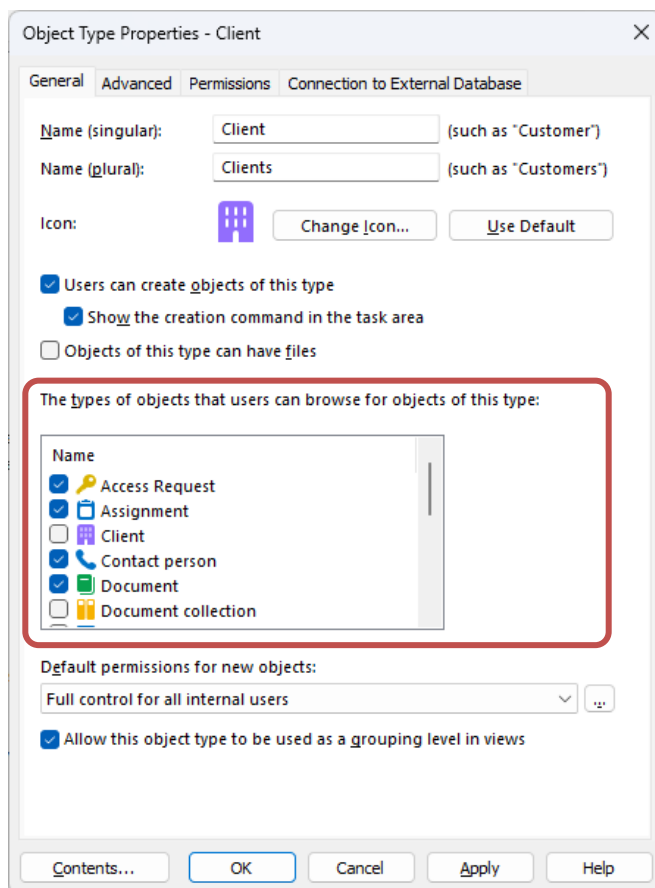 Object Type Properties - Client
General Advanced Permissions Connection to External Database
Name (singular): Client (such as "Customer")
Name (plural): Clients (such as "Customers")
Icon: Change Icon... Use Default
Users can create objects of this type
Show the creation command in the task area
Objects of this type can have files
The types of objects that users can browse for objects of this type:
Name
Access Request
Assignment
Client
Contact person
Document
Document collection
Default permissions for new objects:
Full control for all internal users ...
Allow this object type to be used as a grouping level in views
Contents... OK Cancel Apply Help